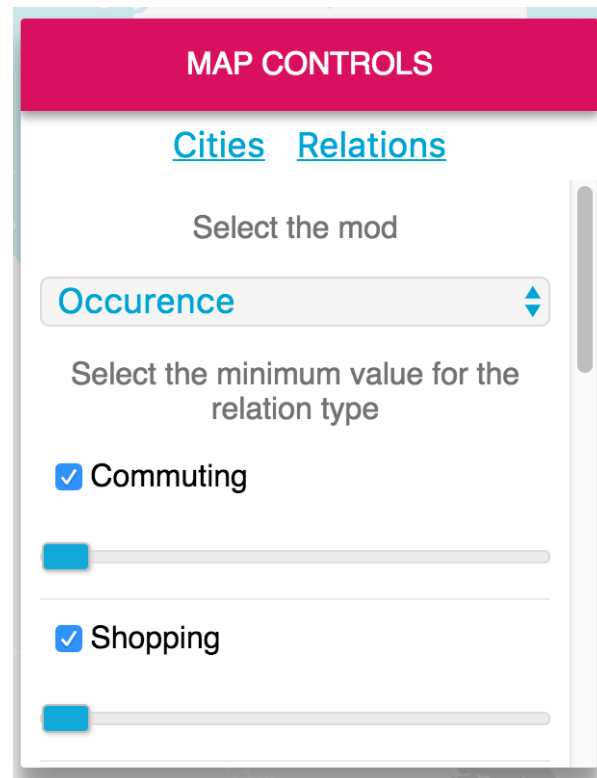 MAP CONTROLS
Cities Relations
Select the mod
Occurence
Select the minimum value for the
relation type
Commuting
Shopping